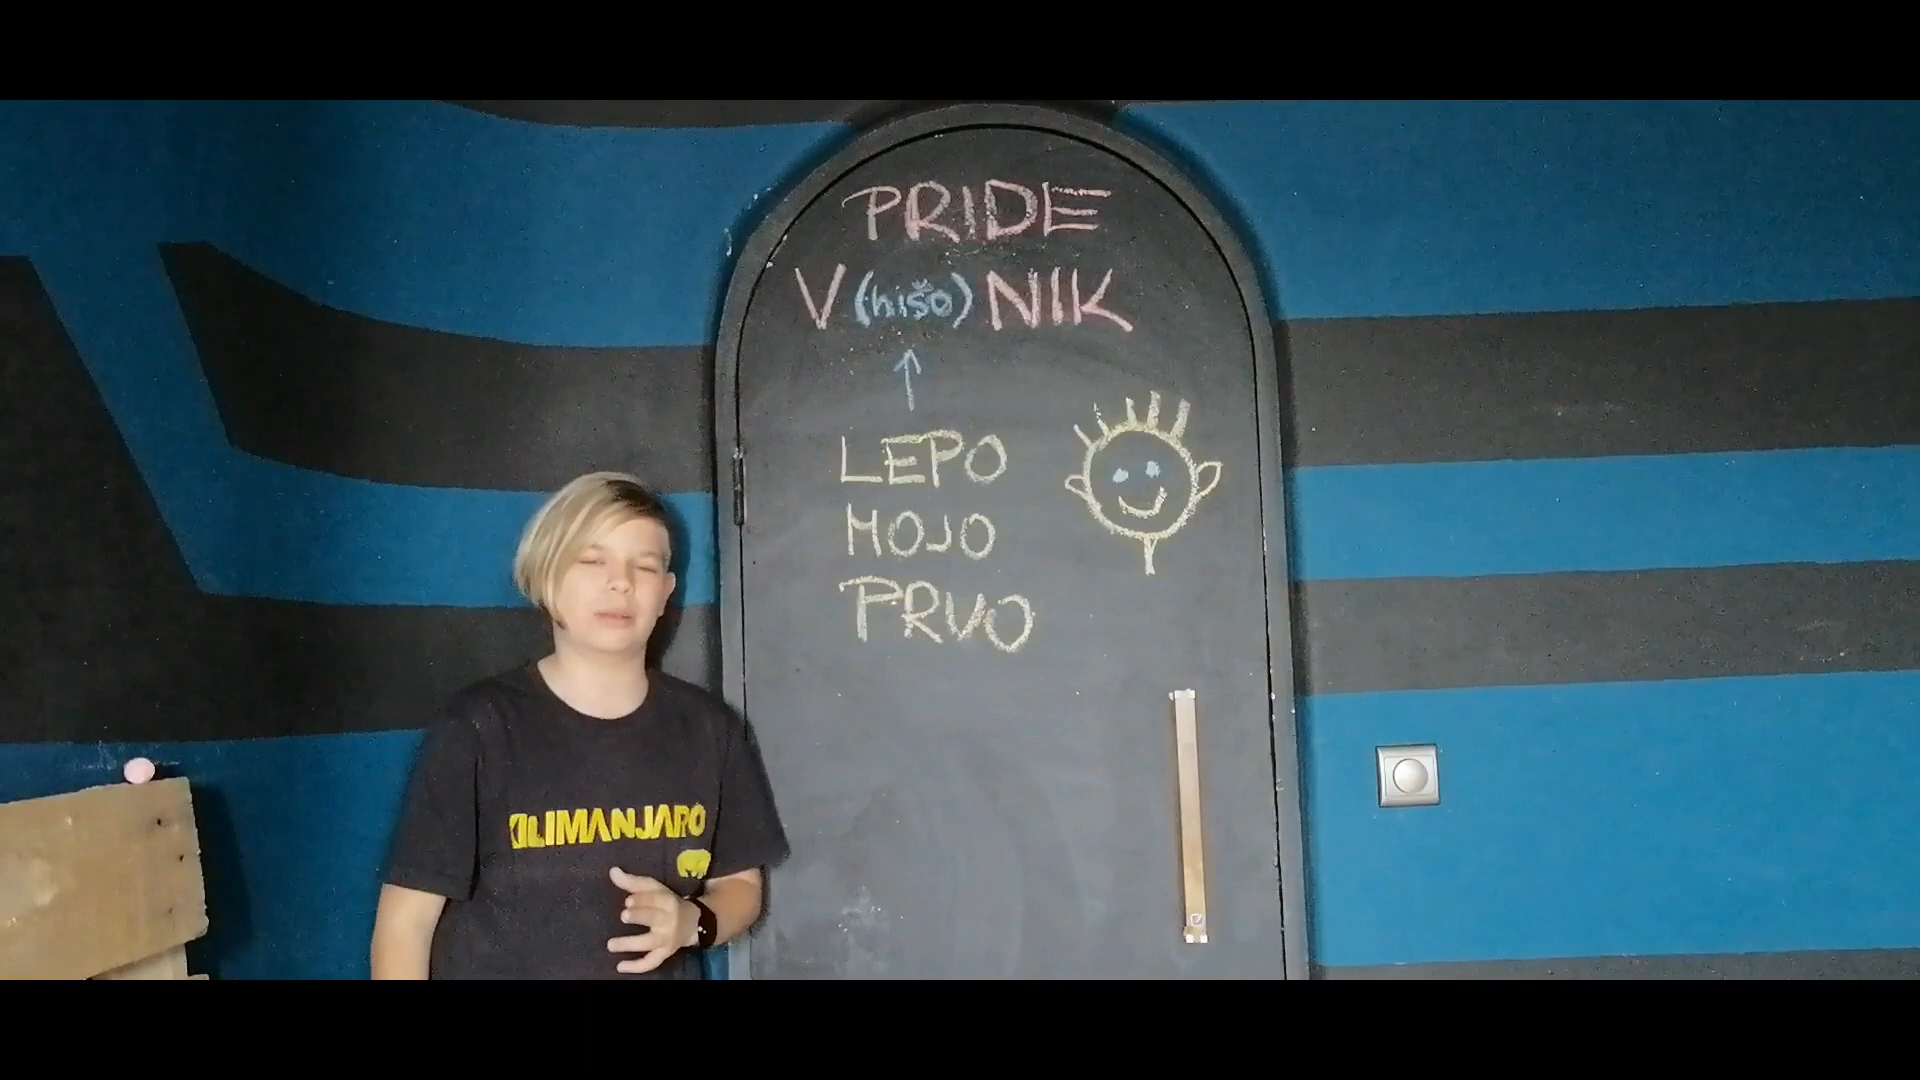 PRIDE
V (hišo) NIK
LEPO
MOJO
PRVO
KILIMANJARO